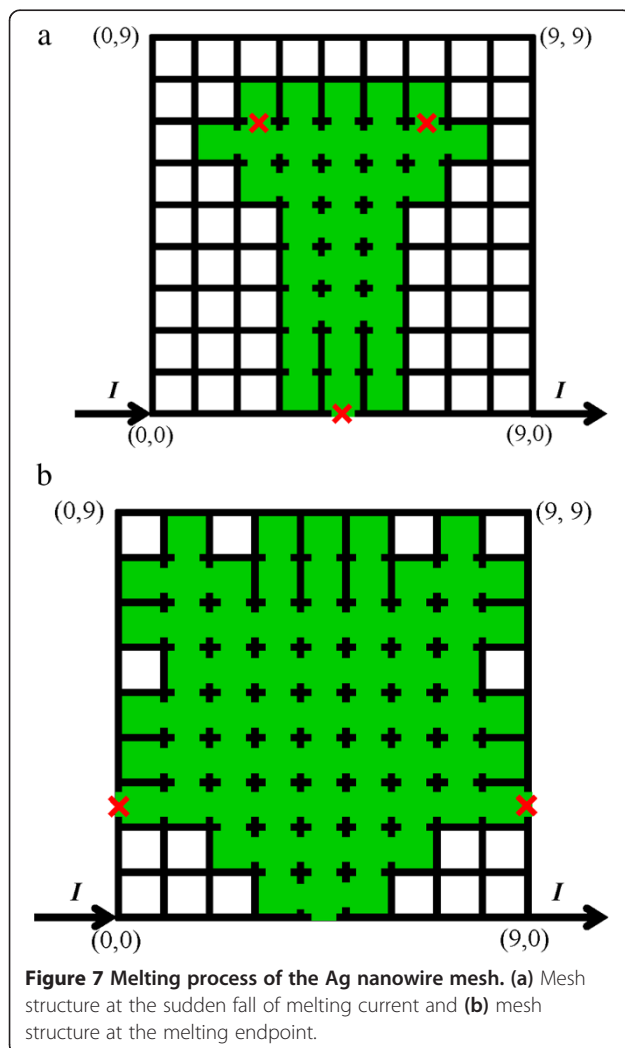 a
(0,9) (9, 9)
I I
(0,0) (9,0)
b
(0,9) (9, 9)
I I
(0,0) (9,0)
Figure 7 Melting process of the Ag nanowire mesh. (a) Mesh
structure at the sudden fall of melting current and (b) mesh
structure at the melting endpoint.